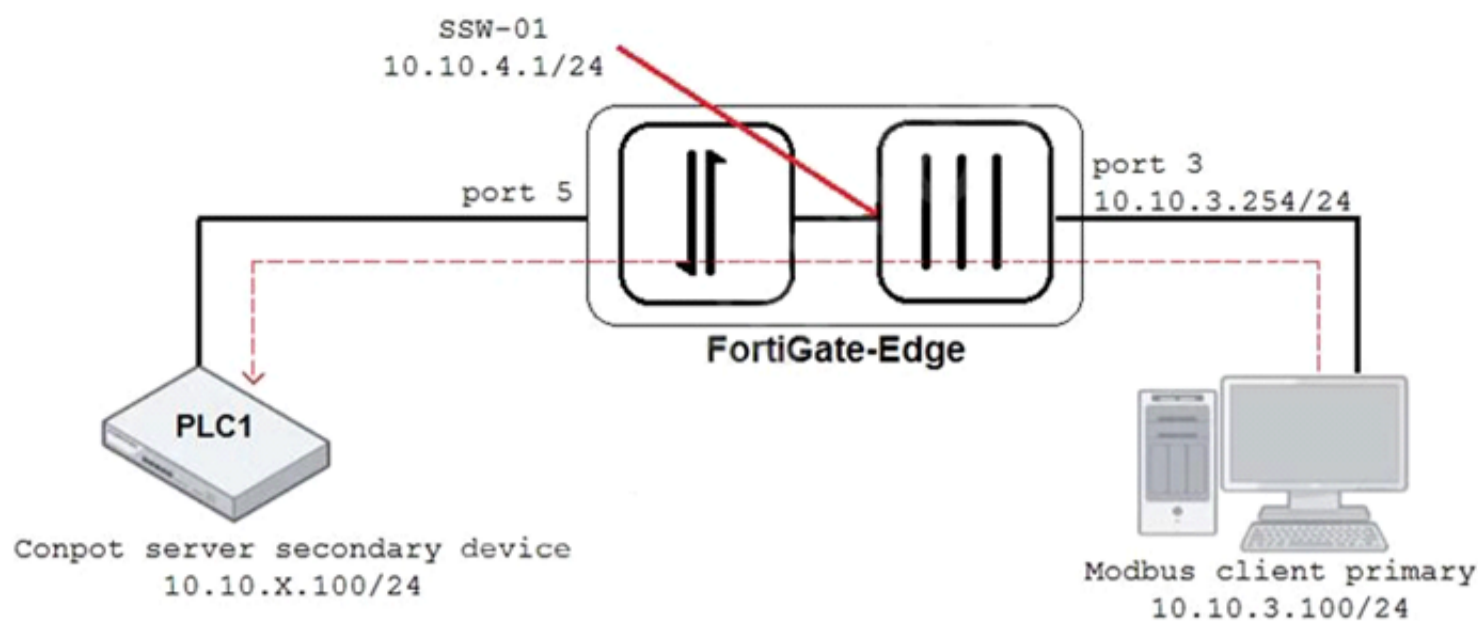 SSW-01
10.10.4.1/24
port 5
port 3
10.10.3.254/24
FortiGate-Edge
PLC1
Conpot server secondary device
10.10.X.100/24
Modbus client primary
10.10.3.100/24